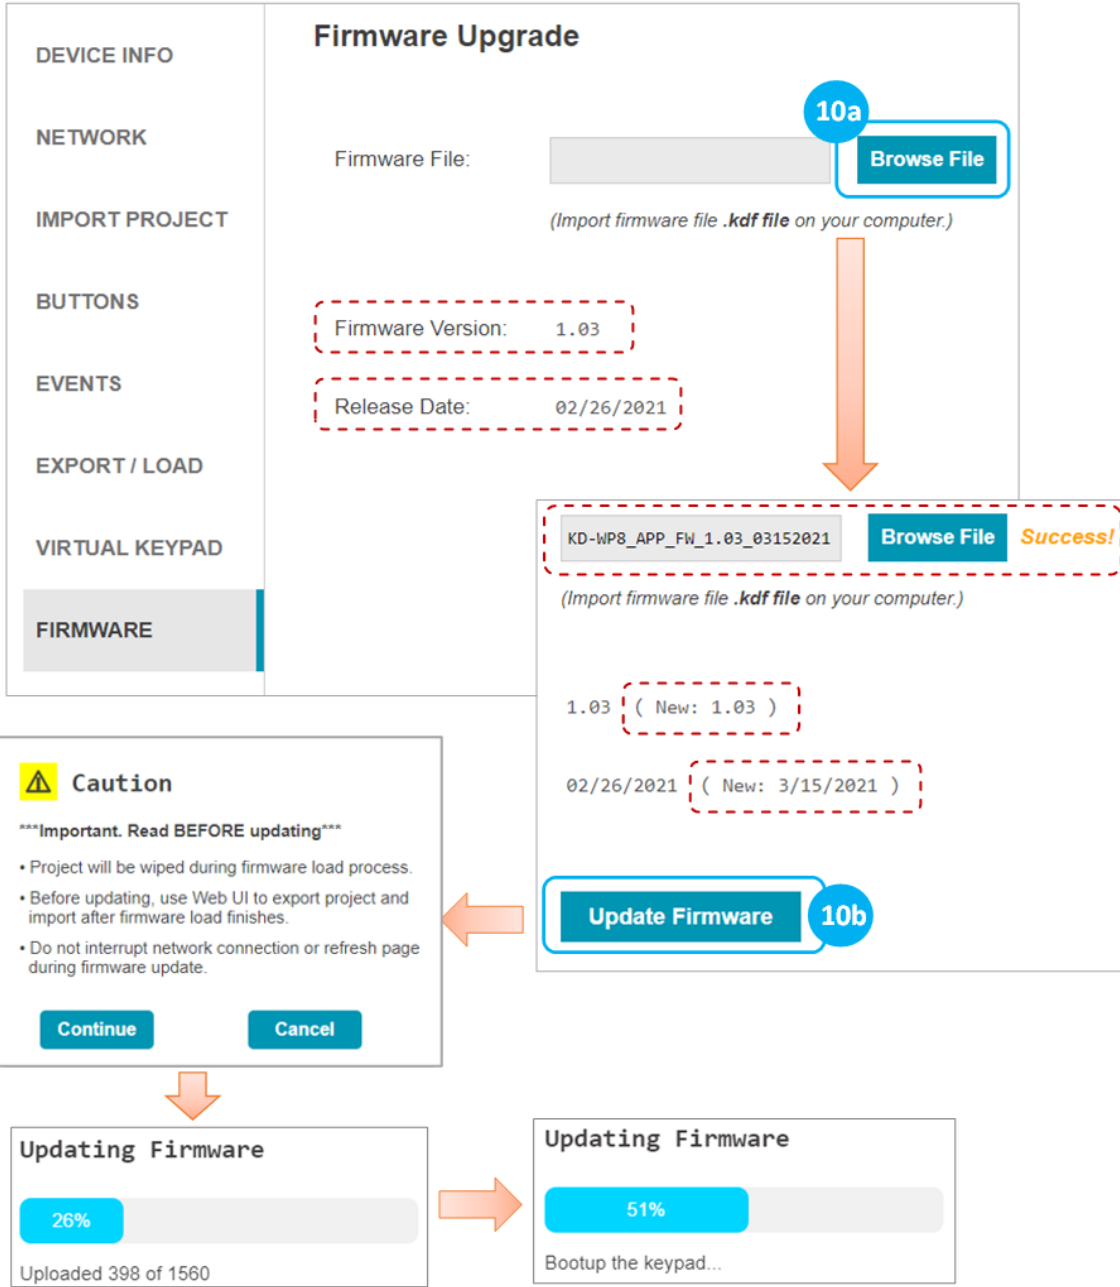 Firmware Upgrade
DEVICE INFO
NETWORK
IMPORT PROJECT
BUTTONS
EVENTS
EXPORT / LOAD
VIRTUAL KEYPAD
FIRMWARE
10a
Firmware File:
Browse File
(Import firmware file .kdf file on your computer.)
Firmware Version: 1.03
Release Date: 02/26/2021
KD-WP8_APP_FW_1.03_03152021 Browse File Success!
(Import firmware file .kdf file on your computer.)
1.03 ( New: 1.03 )
02/26/2021 ( New: 3/15/2021 )
Update Firmware 10b
⚠ Caution
***Important. Read BEFORE updating***
• Project will be wiped during firmware load process.
• Before updating, use Web UI to export project and
import after firmware load finishes.
• Do not interrupt network connection or refresh page
during firmware update.
Continue Cancel
Updating Firmware
26%
Uploaded 398 of 1560
Updating Firmware
51%
Bootup the keypad...